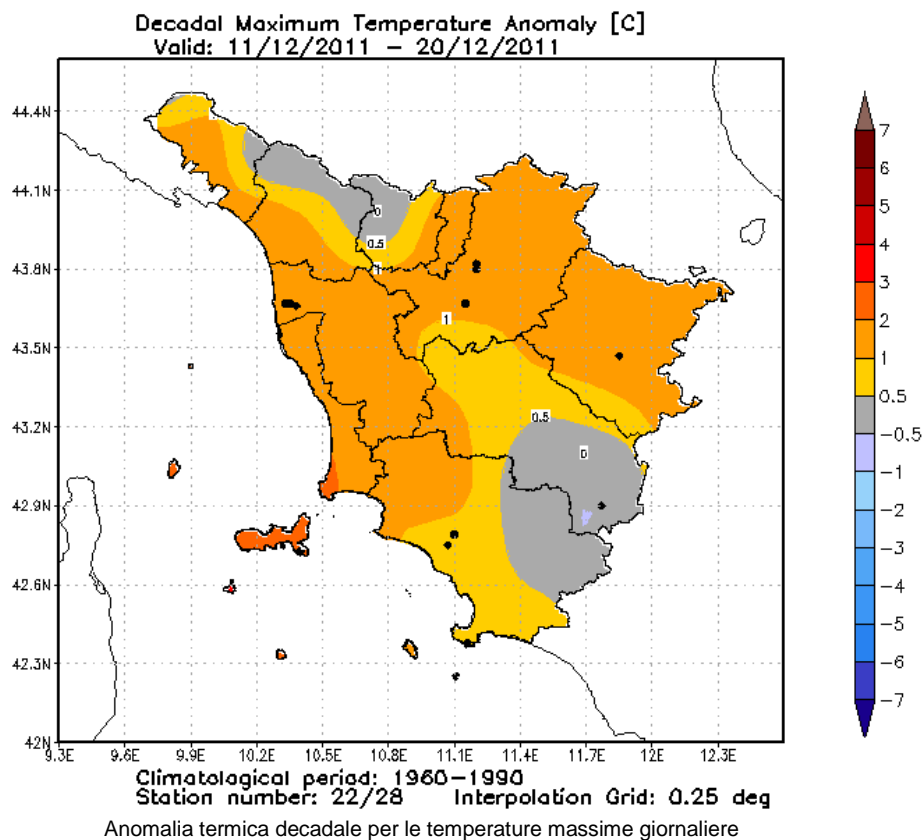 Decadal Maximum Temperature Anomaly [C]
Valid: 11/12/2011 – 20/12/2011
44.4N
44.1N
43.8N
43.5N
43.2N
42.9N
42.6N
42.3N
42N
9.3E 9.6E 9.9E 10.2E 10.5E 10.8E 11.1E 11.4E 11.7E 12E 12.3E
0
0.5
1
1
0.5
0
7
6
5
4
3
2
1
0.5
−0.5
−1
−2
−3
−4
−5
−6
−7
Climatological period: 1960–1990
Station number: 22/28 Interpolation Grid: 0.25 deg
Anomalia termica decadale per le temperature massime giornaliere